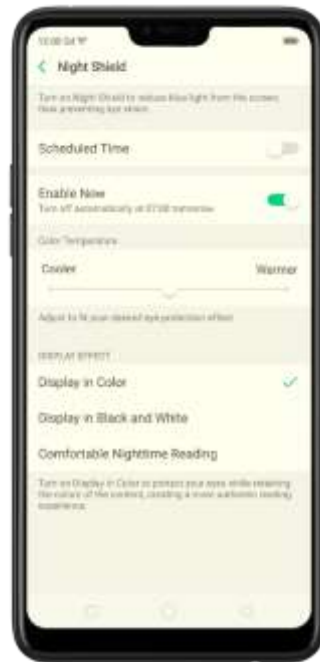 Night Shield
Turn on Night Shield to reduce blue light from the screen,
thus preventing eye strain.
Scheduled Time
Enable Now
Turn off automatically at 07:00 tomorrow
Color Temperature
Cooler Warmer
Adjust to fit your desired eye protection effect
DISPLAY EFFECT
Display in Color
Display in Black and White
Comfortable Nighttime Reading
Turn on Display in Color to protect your eyes while retaining
the colors of the content, creating a more authentic reading
experience.